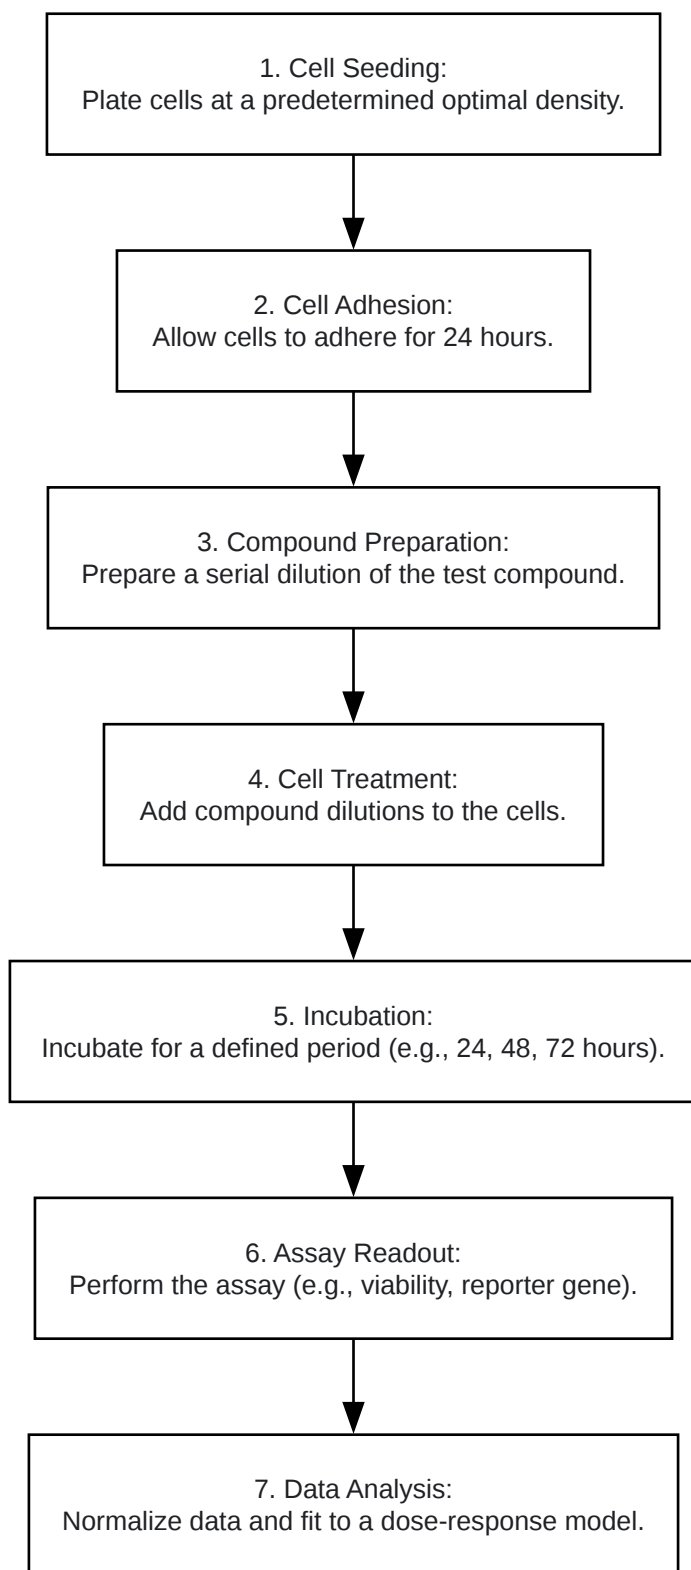 1. Cell Seeding:
Plate cells at a predetermined optimal density.
2. Cell Adhesion:
Allow cells to adhere for 24 hours.
3. Compound Preparation:
Prepare a serial dilution of the test compound.
4. Cell Treatment:
Add compound dilutions to the cells.
5. Incubation:
Incubate for a defined period (e.g., 24, 48, 72 hours).
6. Assay Readout:
Perform the assay (e.g., viability, reporter gene).
7. Data Analysis:
Normalize data and fit to a dose-response model.